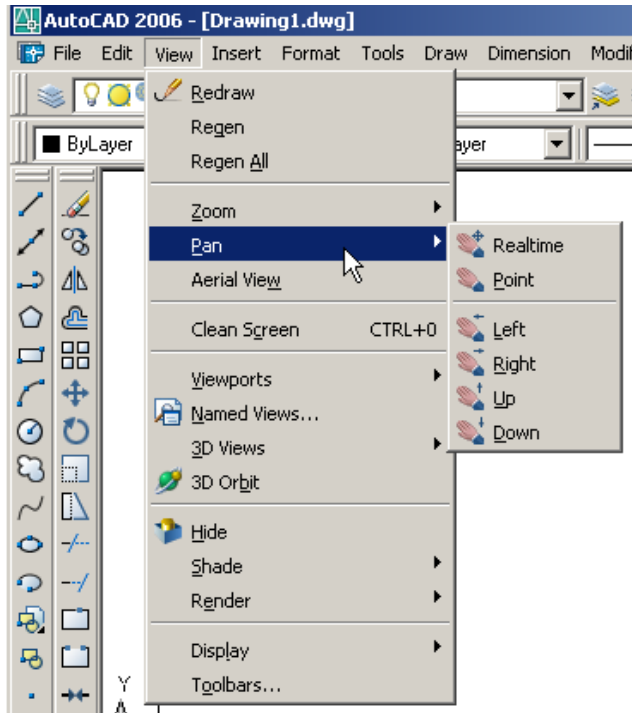 AutoCAD 2006 - [Drawing1.dwg]
File Edit View Insert Format Tools Draw Dimension Modif
ByLayer
ayer
Redraw
Regen
Regen All
Zoom
Pan
Aerial View
Clean Screen CTRL+0
Viewports
Named Views...
3D Views
3D Orbit
Hide
Shade
Render
Display
Toolbars...
Realtime
Point
Left
Right
Up
Down
Y